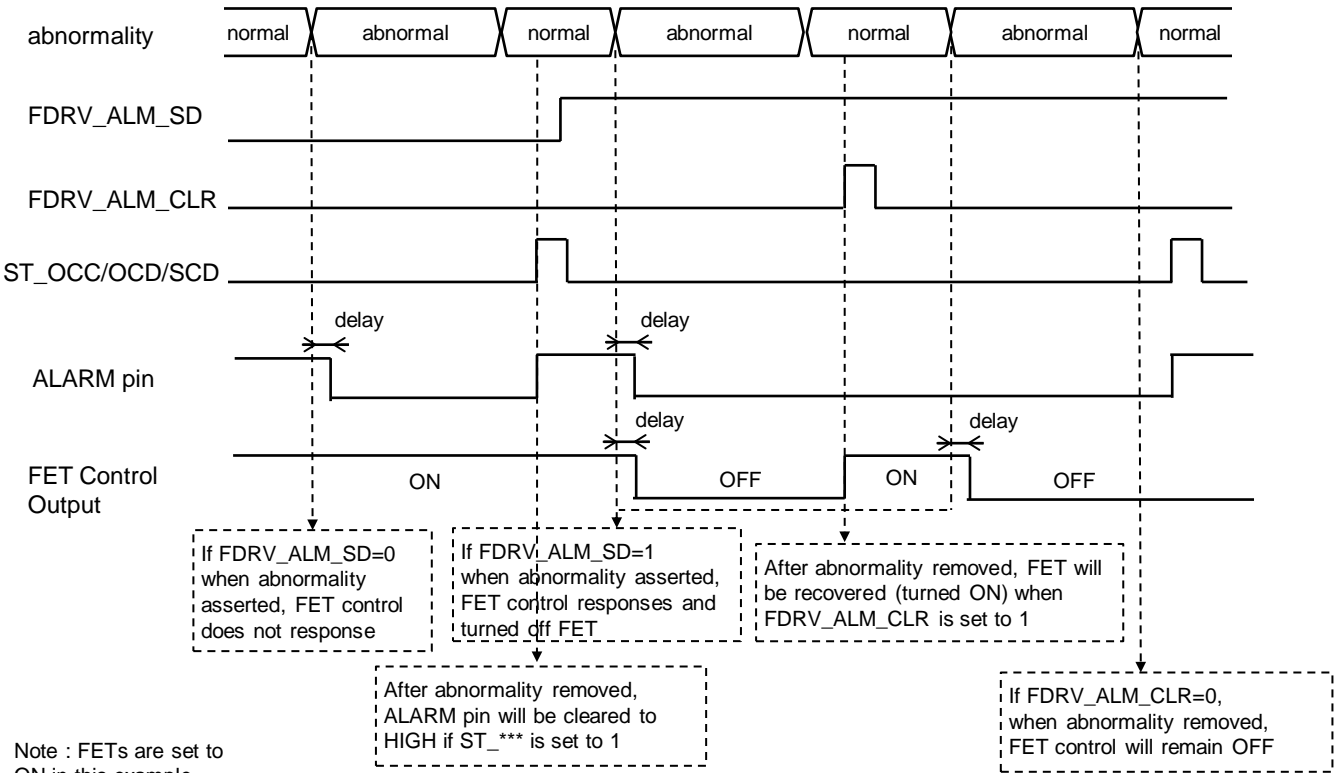 abnormality
normal
abnormal
normal
abnormal
normal
abnormal
normal
FDRV_ALM_SD
FDRV_ALM_CLR
ST_OCC/OCD/SCD
delay
delay
ALARM pin
delay
delay
FET Control
Output
ON
OFF
ON
OFF
If FDRV_ALM_SD=0
when abnormality
asserted, FET control
does not response
If FDRV_ALM_SD=1
when abnormality asserted,
FET control responses and
turned off FET
After abnormality removed, FET will
be recovered (turned ON) when
FDRV_ALM_CLR is set to 1
After abnormality removed,
ALARM pin will be cleared to
HIGH if ST_*** is set to 1
If FDRV_ALM_CLR=0,
when abnormality removed,
FET control will remain OFF
Note : FETs are set to
ON in this example